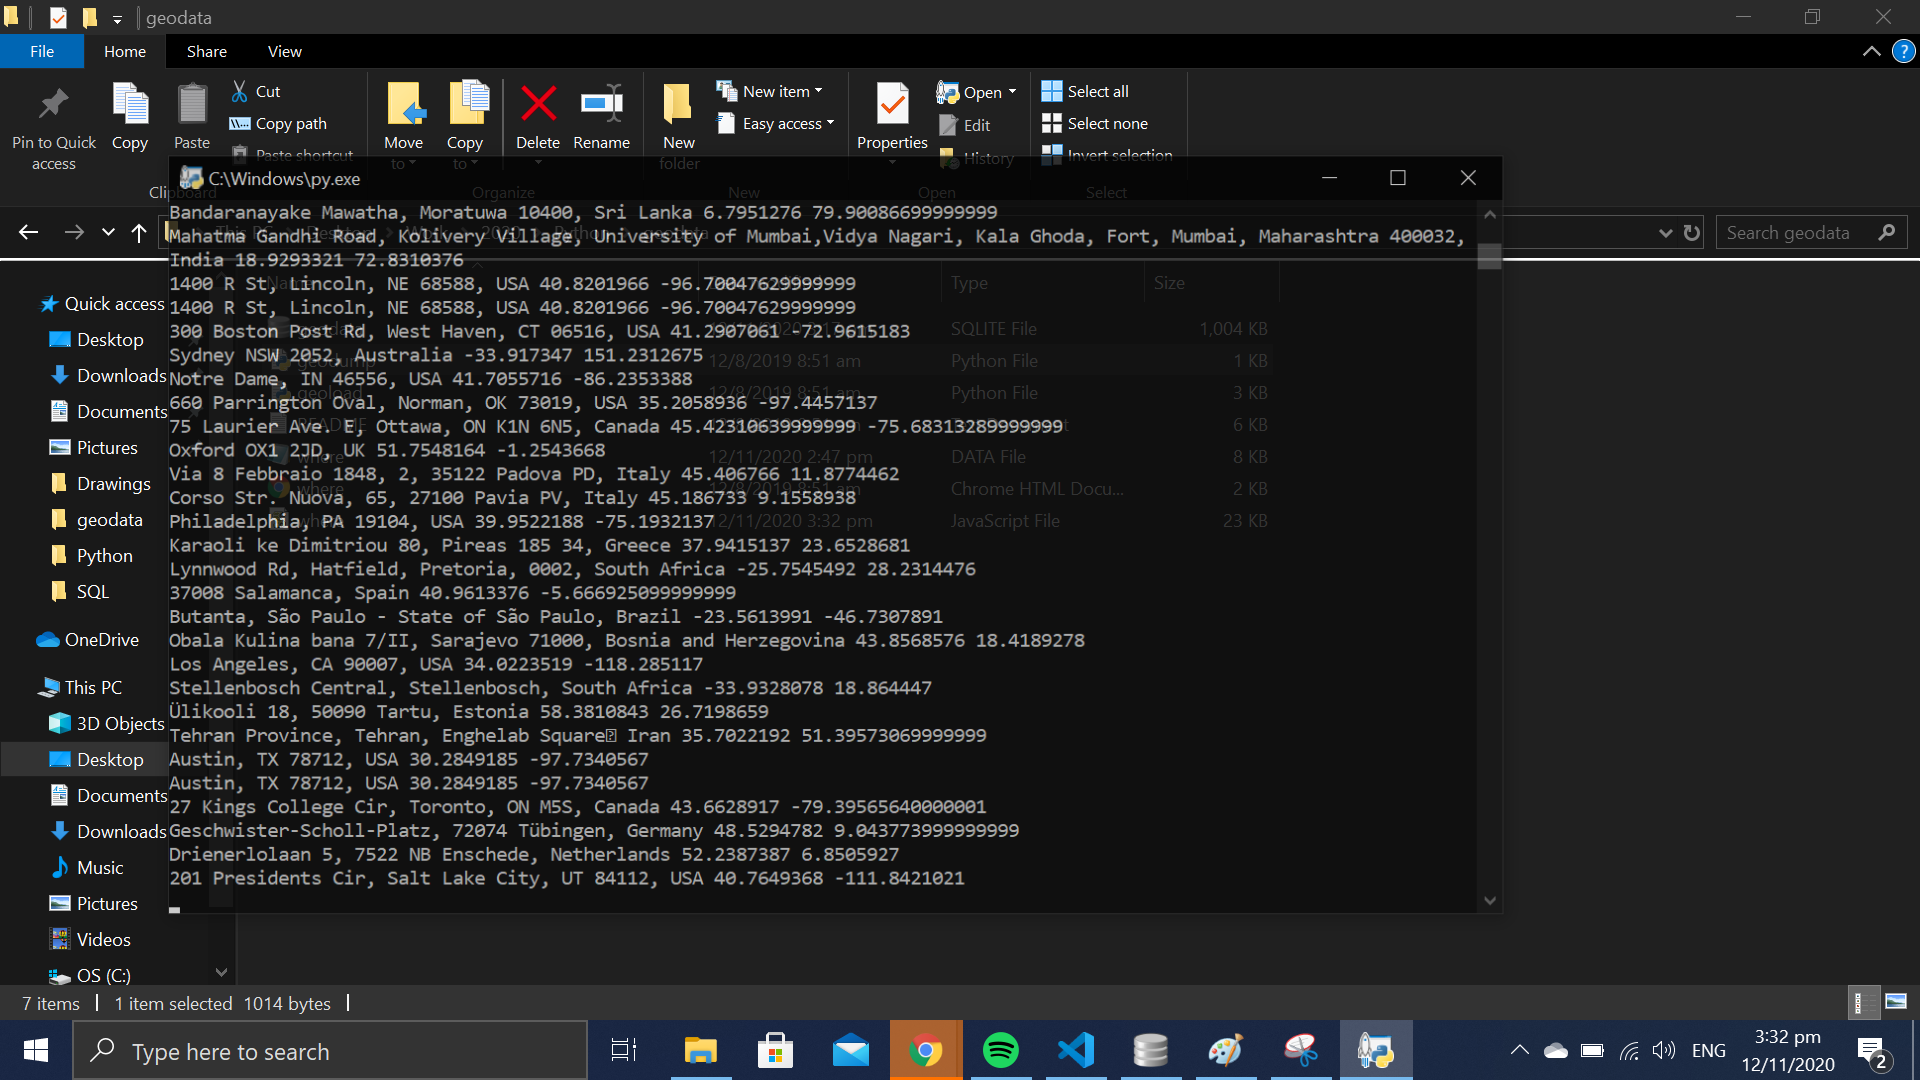 geodata
File
Home
Share
View
Pin to Quick access
Copy
Paste
Cut
Copy path
Paste shortcut
Clipboard
Move to
Copy to
Delete
Rename
Organize
New folder
New item
Easy access
New
Properties
Open
Edit
History
Open
Select all
Select none
Invert selection
Select
C:\Windows\py.exe
Search geodata
Bandaranayake Mawatha, Moratuwa 10400, Sri Lanka 6.7951276 79.90086699999999
Mahatma Gandhi Road, Kolivery Village, University of Mumbai,Vidya Nagari, Kala Ghoda, Fort, Mumbai, Maharashtra 400032,
India 18.9293321 72.8310376
1400 R St, Lincoln, NE 68588, USA 40.8201966 -96.70047629999999
1400 R St, Lincoln, NE 68588, USA 40.8201966 -96.70047629999999
300 Boston Post Rd, West Haven, CT 06516, USA 41.2907061 -72.9615183
Sydney NSW 2052, Australia -33.917347 151.2312675
Notre Dame, IN 46556, USA 41.7055716 -86.2353388
660 Parrington Oval, Norman, OK 73019, USA 35.2058936 -97.4457137
75 Laurier Ave. E, Ottawa, ON K1N 6N5, Canada 45.42310639999999 -75.68313289999999
Oxford OX1 2JD, UK 51.7548164 -1.2543668
Via 8 Febbraio 1848, 2, 35122 Padova PD, Italy 45.406766 11.8774462
Corso Str. Nuova, 65, 27100 Pavia PV, Italy 45.186733 9.1558938
Philadelphia, PA 19104, USA 39.9522188 -75.1932137
Karaoli ke Dimitriou 80, Pireas 185 34, Greece 37.9415137 23.6528681
Lynnwood Rd, Hatfield, Pretoria, 0002, South Africa -25.7545492 28.2314476
37008 Salamanca, Spain 40.9613376 -5.666925099999999
Butanta, São Paulo - State of São Paulo, Brazil -23.5613991 -46.7307891
Obala Kulina bana 7/II, Sarajevo 71000, Bosnia and Herzegovina 43.8568576 18.4189278
Los Angeles, CA 90007, USA 34.0223519 -118.285117
Stellenbosch Central, Stellenbosch, South Africa -33.9328078 18.864447
Ülikooli 18, 50090 Tartu, Estonia 58.3810843 26.7198659
Tehran Province, Tehran, Enghelab Square Iran 35.7022192 51.39573069999999
Austin, TX 78712, USA 30.2849185 -97.7340567
Austin, TX 78712, USA 30.2849185 -97.7340567
27 Kings College Cir, Toronto, ON M5S, Canada 43.6628917 -79.39565640000001
Geschwister-Scholl-Platz, 72074 Tübingen, Germany 48.5294782 9.043773999999999
Drienerlolaan 5, 7522 NB Enschede, Netherlands 52.2387387 6.8505927
201 Presidents Cir, Salt Lake City, UT 84112, USA 40.7649368 -111.8421021
Type
Size
SQLITE File 1,004 KB
12/8/2019 8:51 am Python File 1 KB
12/8/2019 8:51 am Python File 3 KB
6 KB
where 12/11/2020 2:47 pm DATA File 8 KB
where 12/8/2019 8:51 am Chrome HTML Docu... 2 KB
12/11/2020 3:32 pm JavaScript File 23 KB
Quick access
Desktop
Downloads
Documents
Pictures
Drawings
geodata
Python
SQL
OneDrive
This PC
3D Objects
Desktop
Documents
Downloads
Music
Pictures
Videos
OS (C:)
7 items
1 item selected 1014 bytes
Type here to search
ENG
3:32 pm
12/11/2020
2